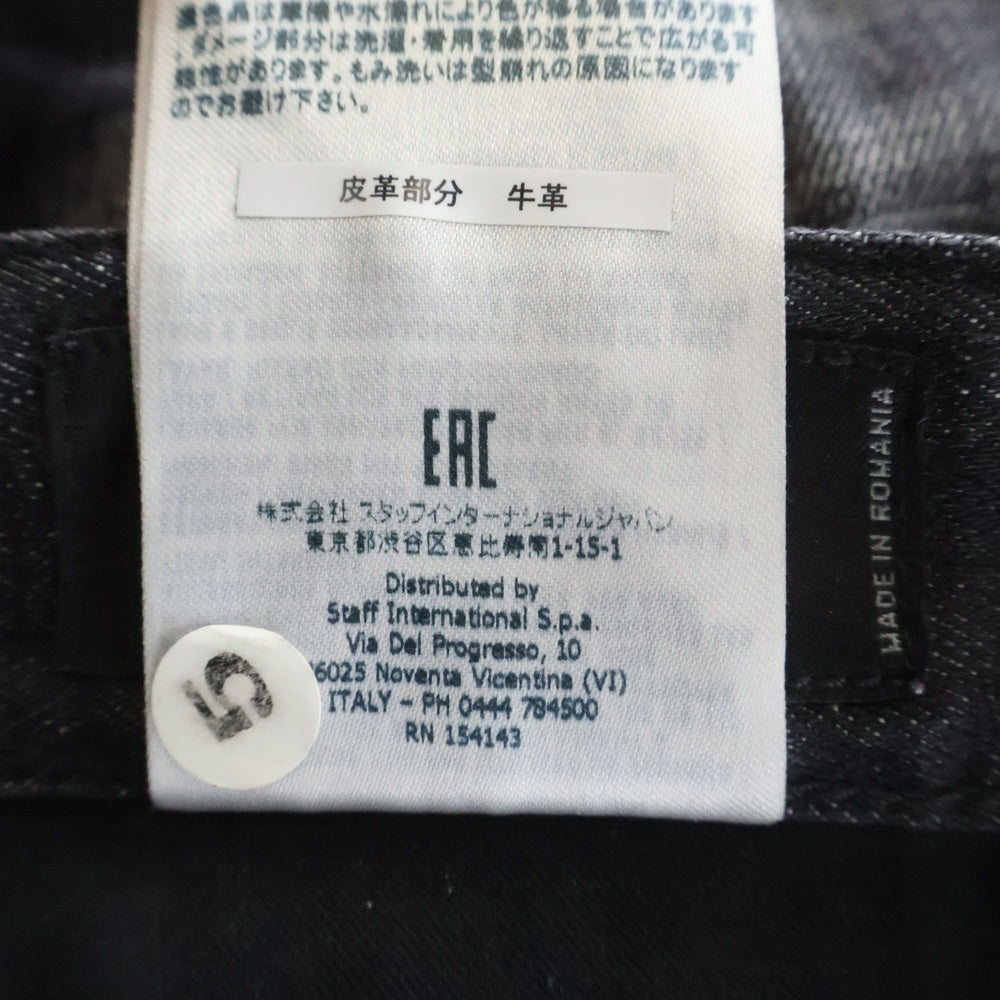 濃色品は摩擦や水濡れにより色が移る場合があります
。ダメージ部分は洗濯・着用を繰り返すことで広がる可
能性があります。もみ洗いは型崩れの原因になります
のでお避け下さい。
皮革部分 牛革
EAC
株式会社 スタッフインターナショナルジャパン
東京都渋谷区恵比寿南1-15-1
Distributed by
Staff International S.p.a.
Via Del Progresso, 10
6025 Noventa Vicentina (VI)
ITALY - PH 0444 784500
RN 154143
5
MADE IN ROMANIA